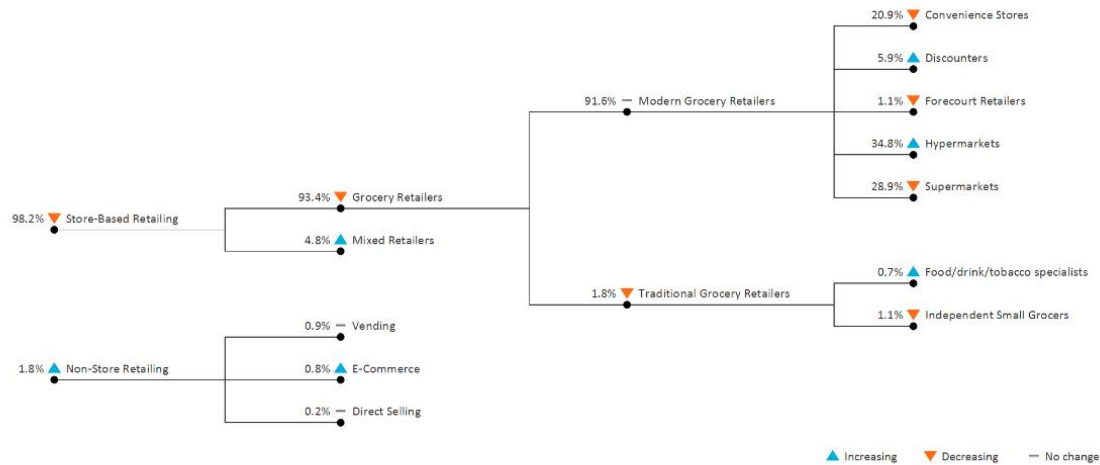 20.9% Convenience Stores
5.9% Discounters
91.6% Modern Grocery Retailers
1.1% Forecourt Retailers
34.8% Hypermarkets
93.4% Grocery Retailers
28.9% Supermarkets
98.2% Store-Based Retailing
4.8% Mixed Retailers
0.7% Food/drink/tobacco specialists
1.8% Traditional Grocery Retailers
1.1% Independent Small Grocers
0.9% Vending
1.8% Non-Store Retailing
0.8% E-Commerce
0.2% Direct Selling
Increasing Decreasing No change